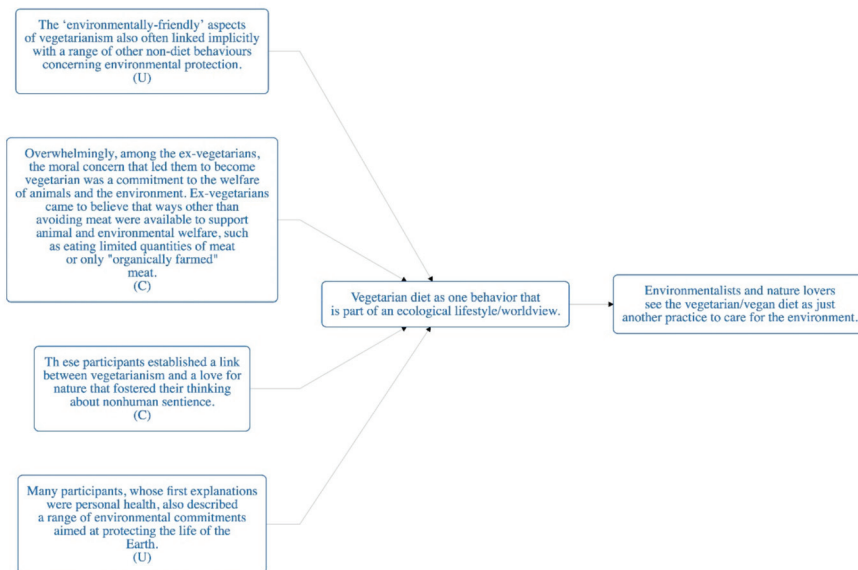 The ‘environmentally-friendly’ aspects
of vegetarianism also often linked implicitly
with a range of other non-diet behaviours
concerning environmental protection.
(U)
Overwhelmingly, among the ex-vegetarians,
the moral concern that led them to become
vegetarian was a commitment to the welfare
of animals and the environment. Ex-vegetarians
came to believe that ways other than
avoiding meat were available to support
animal and environmental welfare, such
as eating limited quantities of meat
or only "organically farmed"
meat.
(C)
Th ese participants established a link
between vegetarianism and a love for
nature that fostered their thinking
about nonhuman sentience.
(C)
Many participants, whose first explanations
were personal health, also described
a range of environmental commitments
aimed at protecting the life of the
Earth.
(U)
Vegetarian diet as one behavior that
is part of an ecological lifestyle/worldview.
Environmentalists and nature lovers
see the vegetarian/vegan diet as just
another practice to care for the environment.